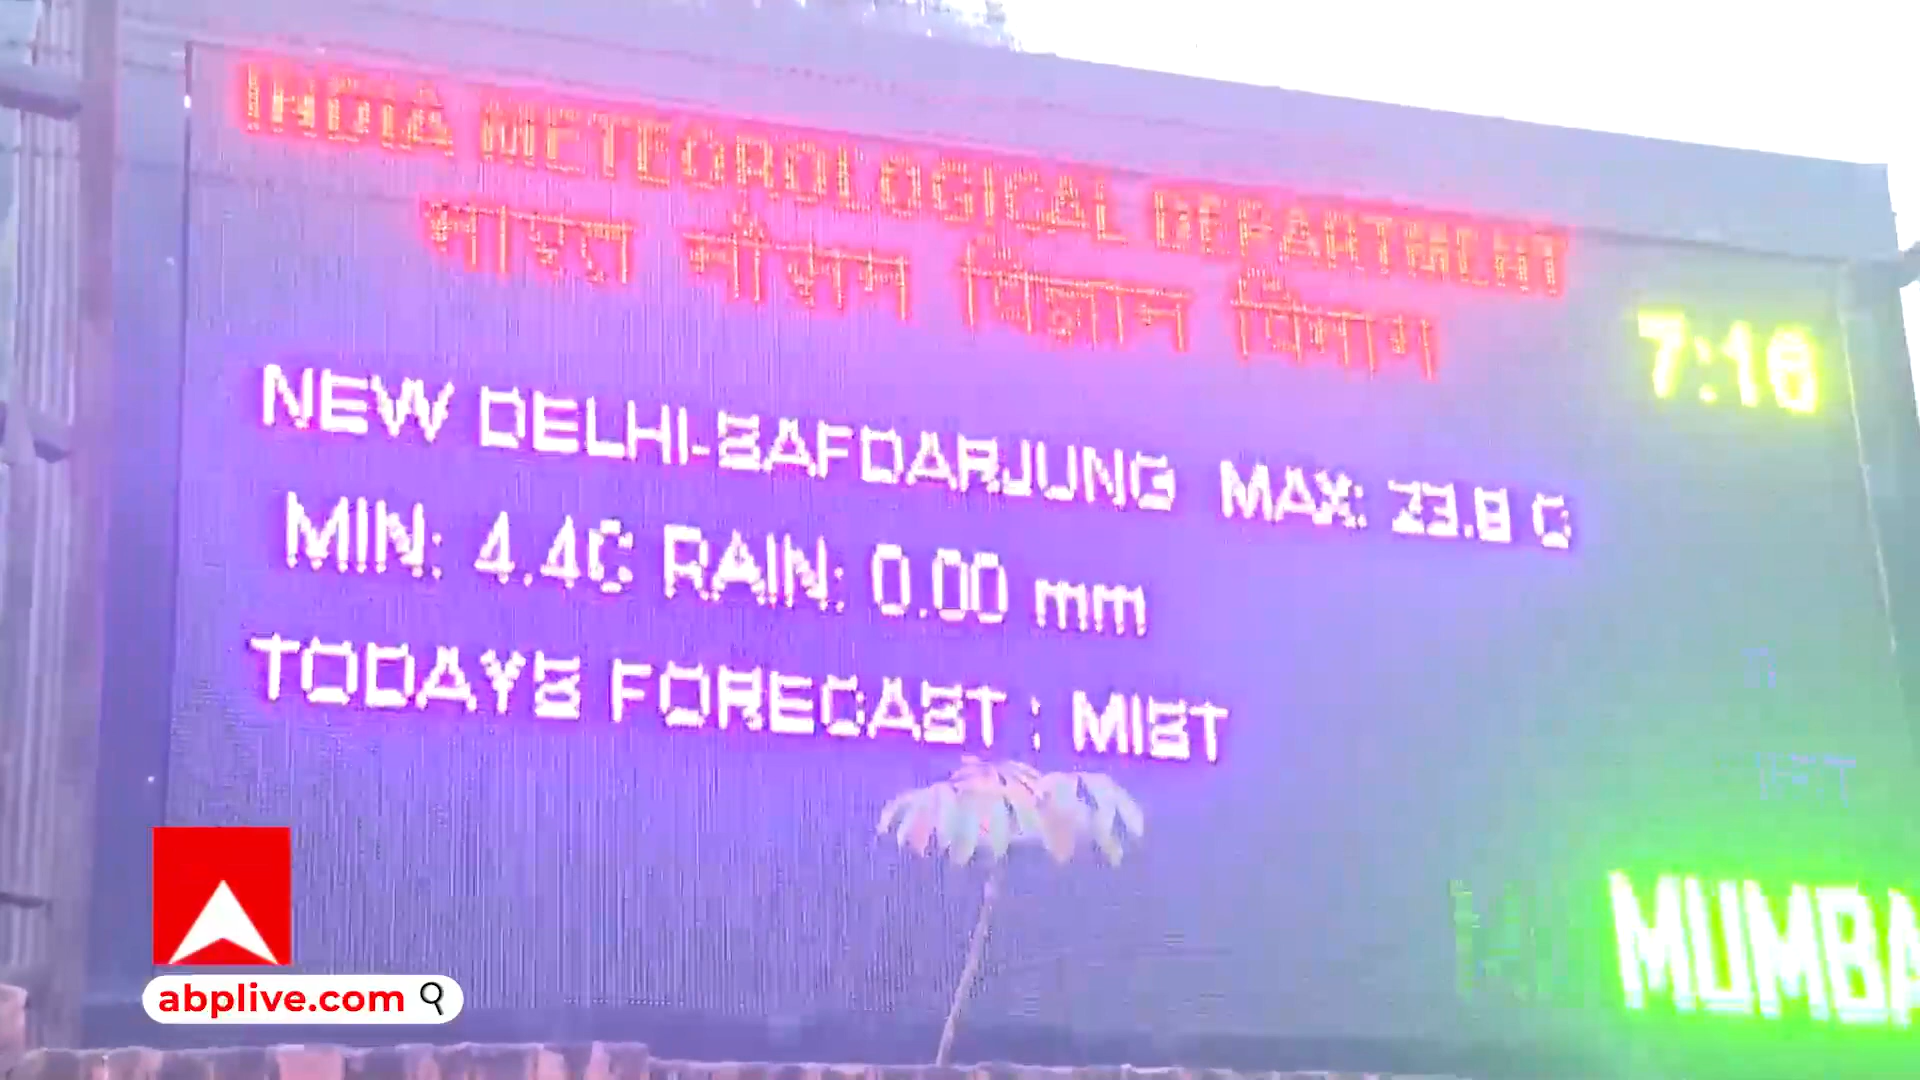 INDIA METEOROLOGICAL DEPARTMENT
भारत मौसम विज्ञान विभाग
7:16
NEW DELHI-SAFDARJUNG MAX: 23.8 C
MIN: 4.4C RAIN: 0.00 mm
TODAYS FORECAST : MIST
MUMBA
abplive.com